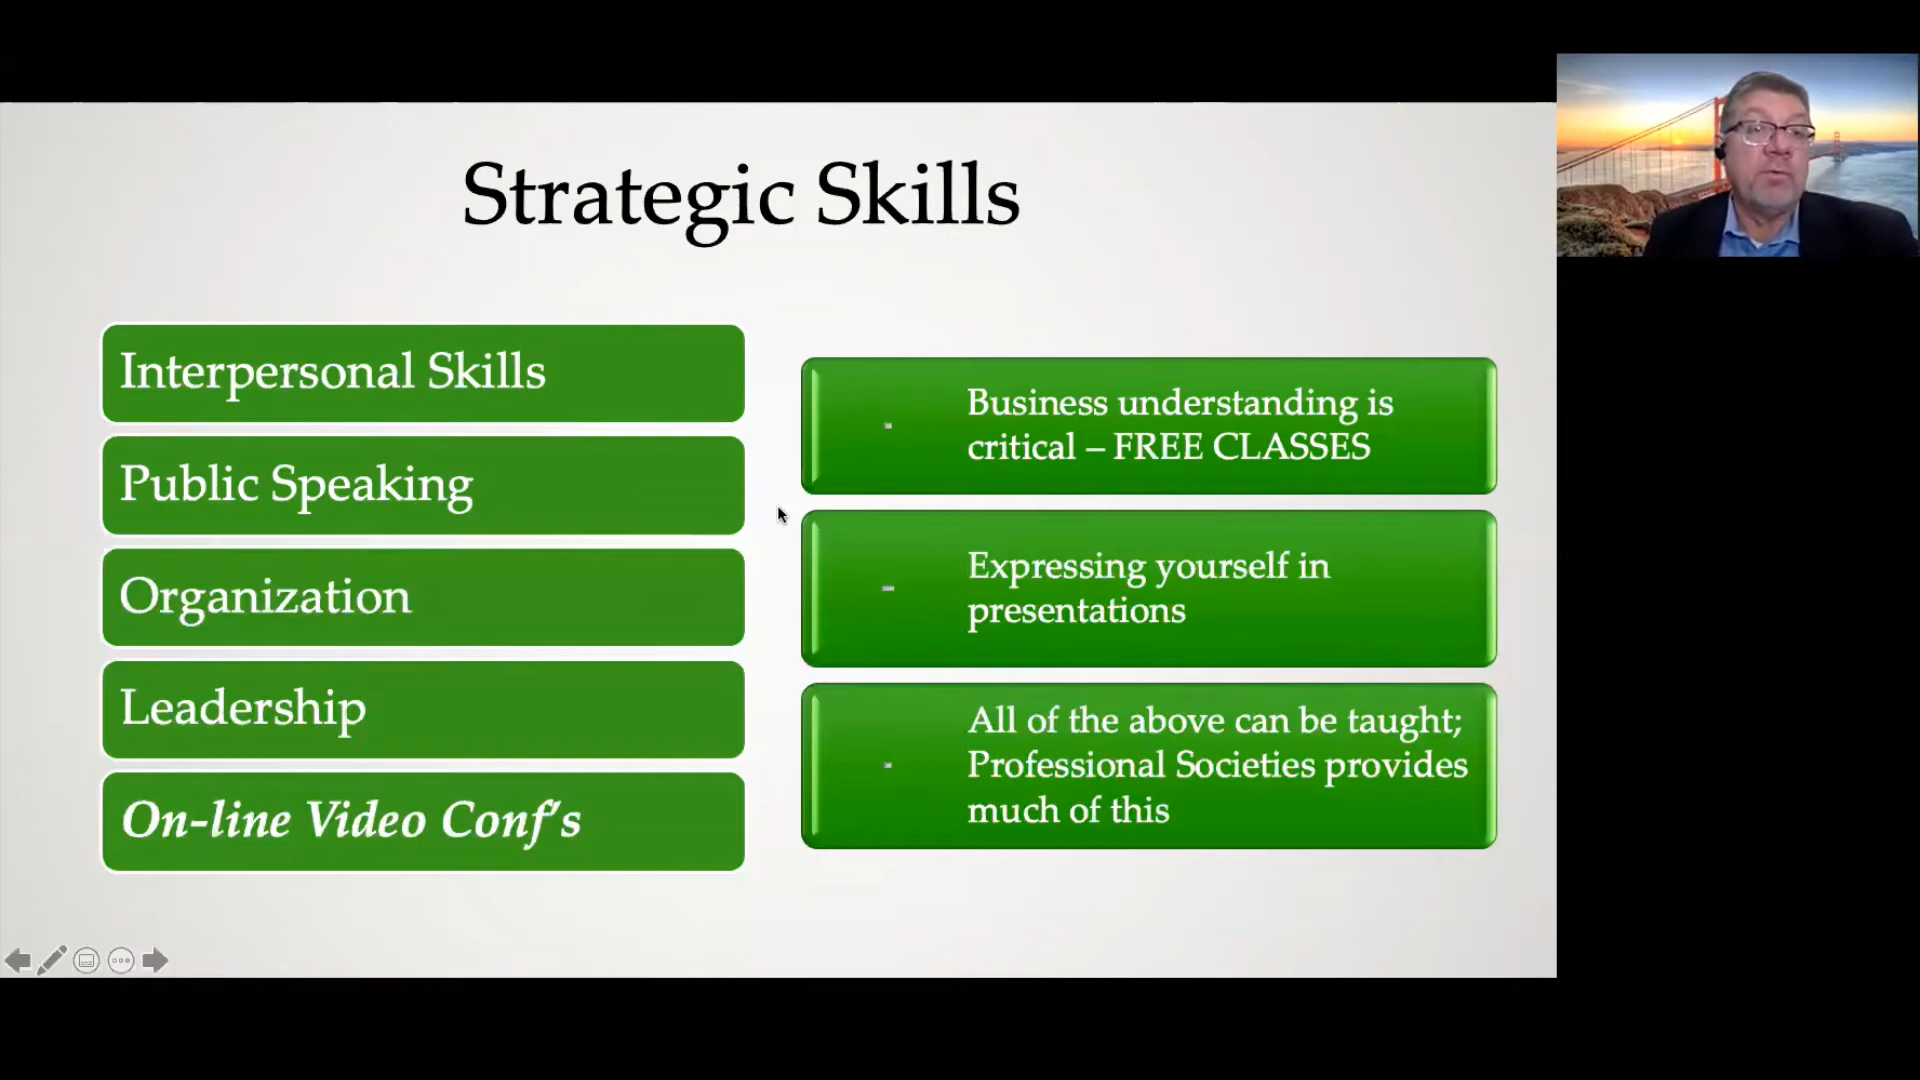 Strategic Skills
Interpersonal Skills
Public Speaking
Organization
Leadership
On-line Video Conf's
Business understanding is
critical – FREE CLASSES
Expressing yourself in
presentations
All of the above can be taught;
Professional Societies provides
much of this